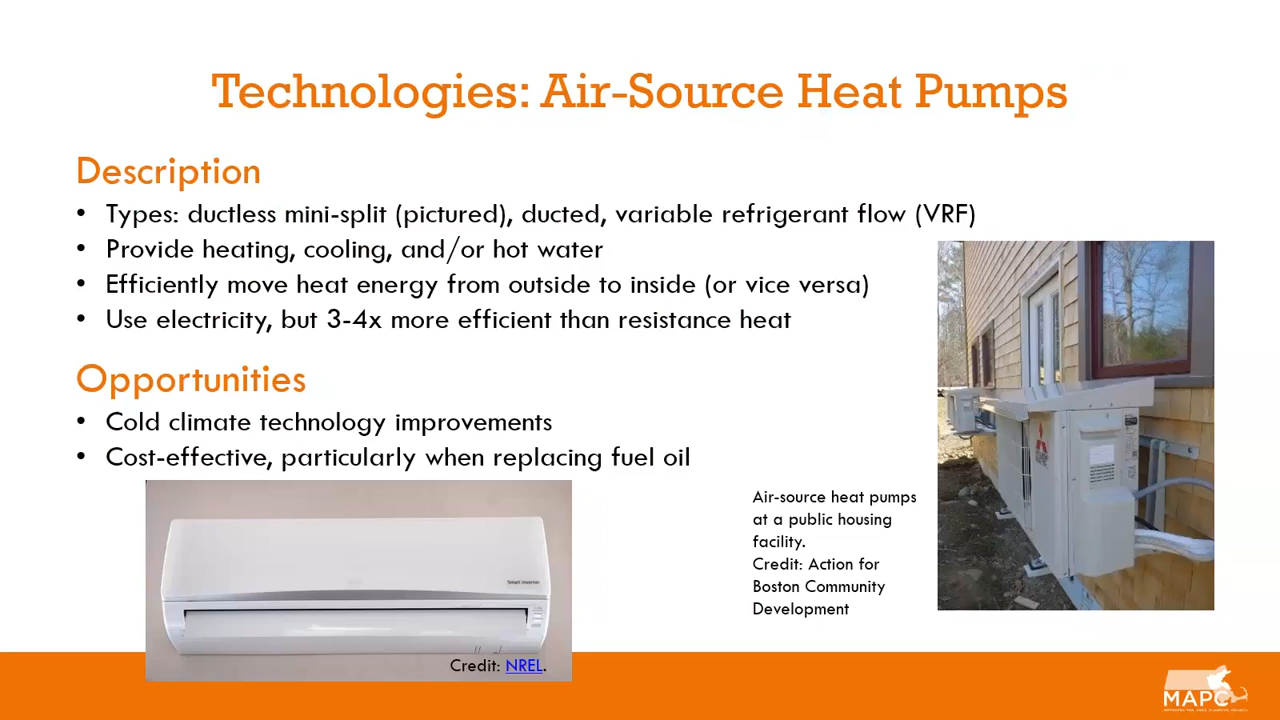 Technologies: Air-Source Heat Pumps
Description
• Types: ductless mini-split (pictured), ducted, variable refrigerant flow (VRF)
• Provide heating, cooling, and/or hot water
• Efficiently move heat energy from outside to inside (or vice versa)
• Use electricity, but 3-4x more efficient than resistance heat
Opportunities
• Cold climate technology improvements
• Cost-effective, particularly when replacing fuel oil
Smart Inverter
Credit: NREL.
Air-source heat pumps
at a public housing
facility.
Credit: Action for
Boston Community
Development
MAPC